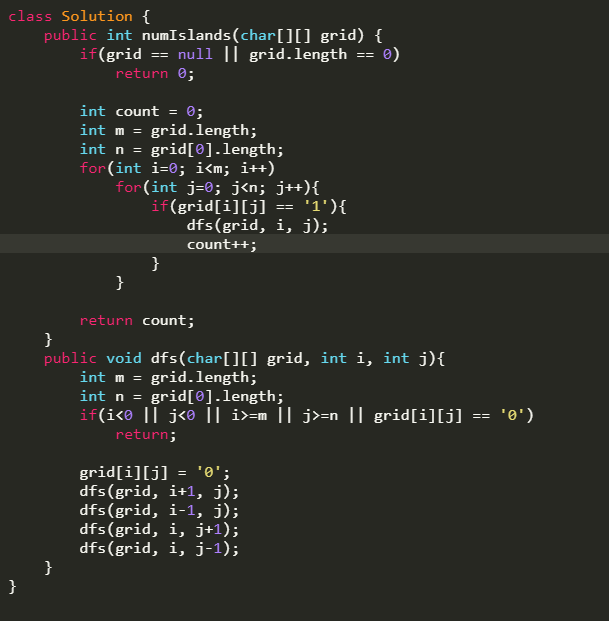 class Solution {
    public int numIslands(char[][] grid) {
        if(grid == null || grid.length == 0)
            return 0;

        int count = 0;
        int m = grid.length;
        int n = grid[0].length;
        for(int i=0; i<m; i++)
            for(int j=0; j<n; j++){
                if(grid[i][j] == '1'){
                    dfs(grid, i, j);
                    count++;
                }
            }

        return count;
    }
    public void dfs(char[][] grid, int i, int j){
        int m = grid.length;
        int n = grid[0].length;
        if(i<0 || j<0 || i>=m || j>=n || grid[i][j] == '0')
            return;

        grid[i][j] = '0';
        dfs(grid, i+1, j);
        dfs(grid, i-1, j);
        dfs(grid, i, j+1);
        dfs(grid, i, j-1);
    }
}